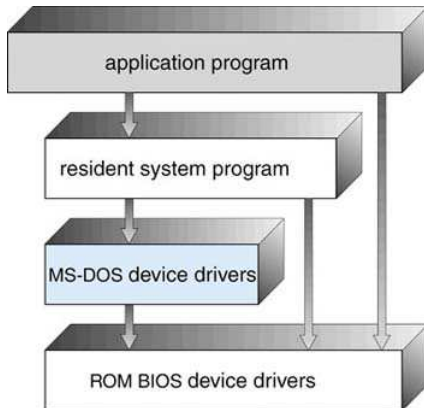 application program
resident system program
MS-DOS device drivers
ROM BIOS device drivers